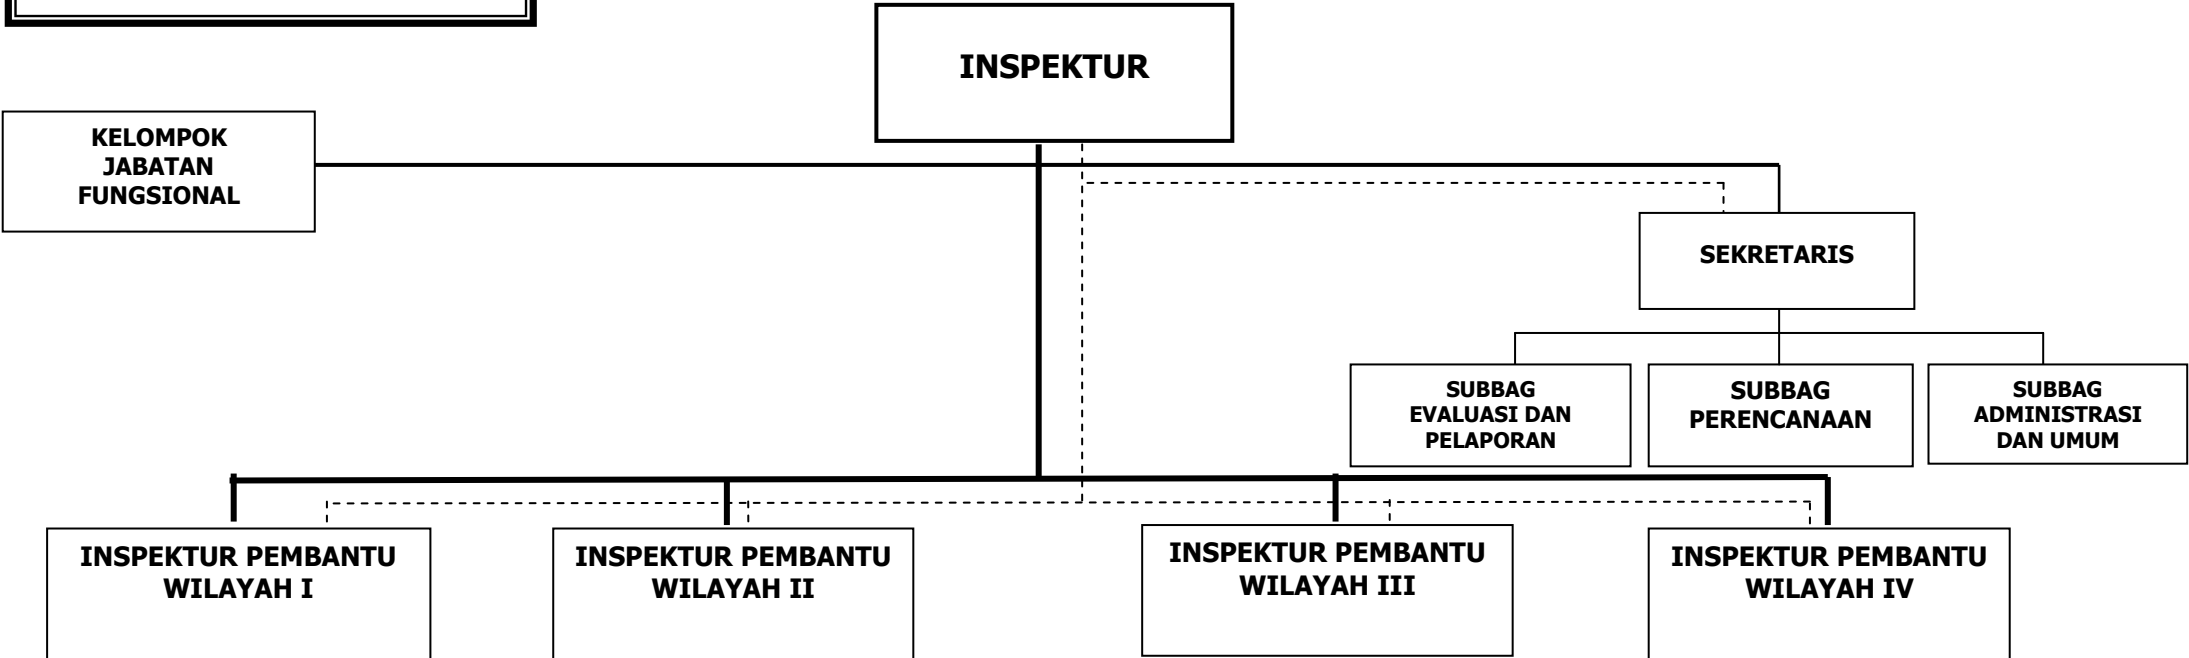 INSPEKTUR
KELOMPOK
JABATAN
FUNGSIONAL
SEKRETARIS
SUBBAG
EVALUASI DAN
PELAPORAN
SUBBAG
PERENCANAAN
SUBBAG
ADMINISTRASI
DAN UMUM
INSPEKTUR PEMBANTU
WILAYAH I
INSPEKTUR PEMBANTU
WILAYAH II
INSPEKTUR PEMBANTU
WILAYAH III
INSPEKTUR PEMBANTU
WILAYAH IV